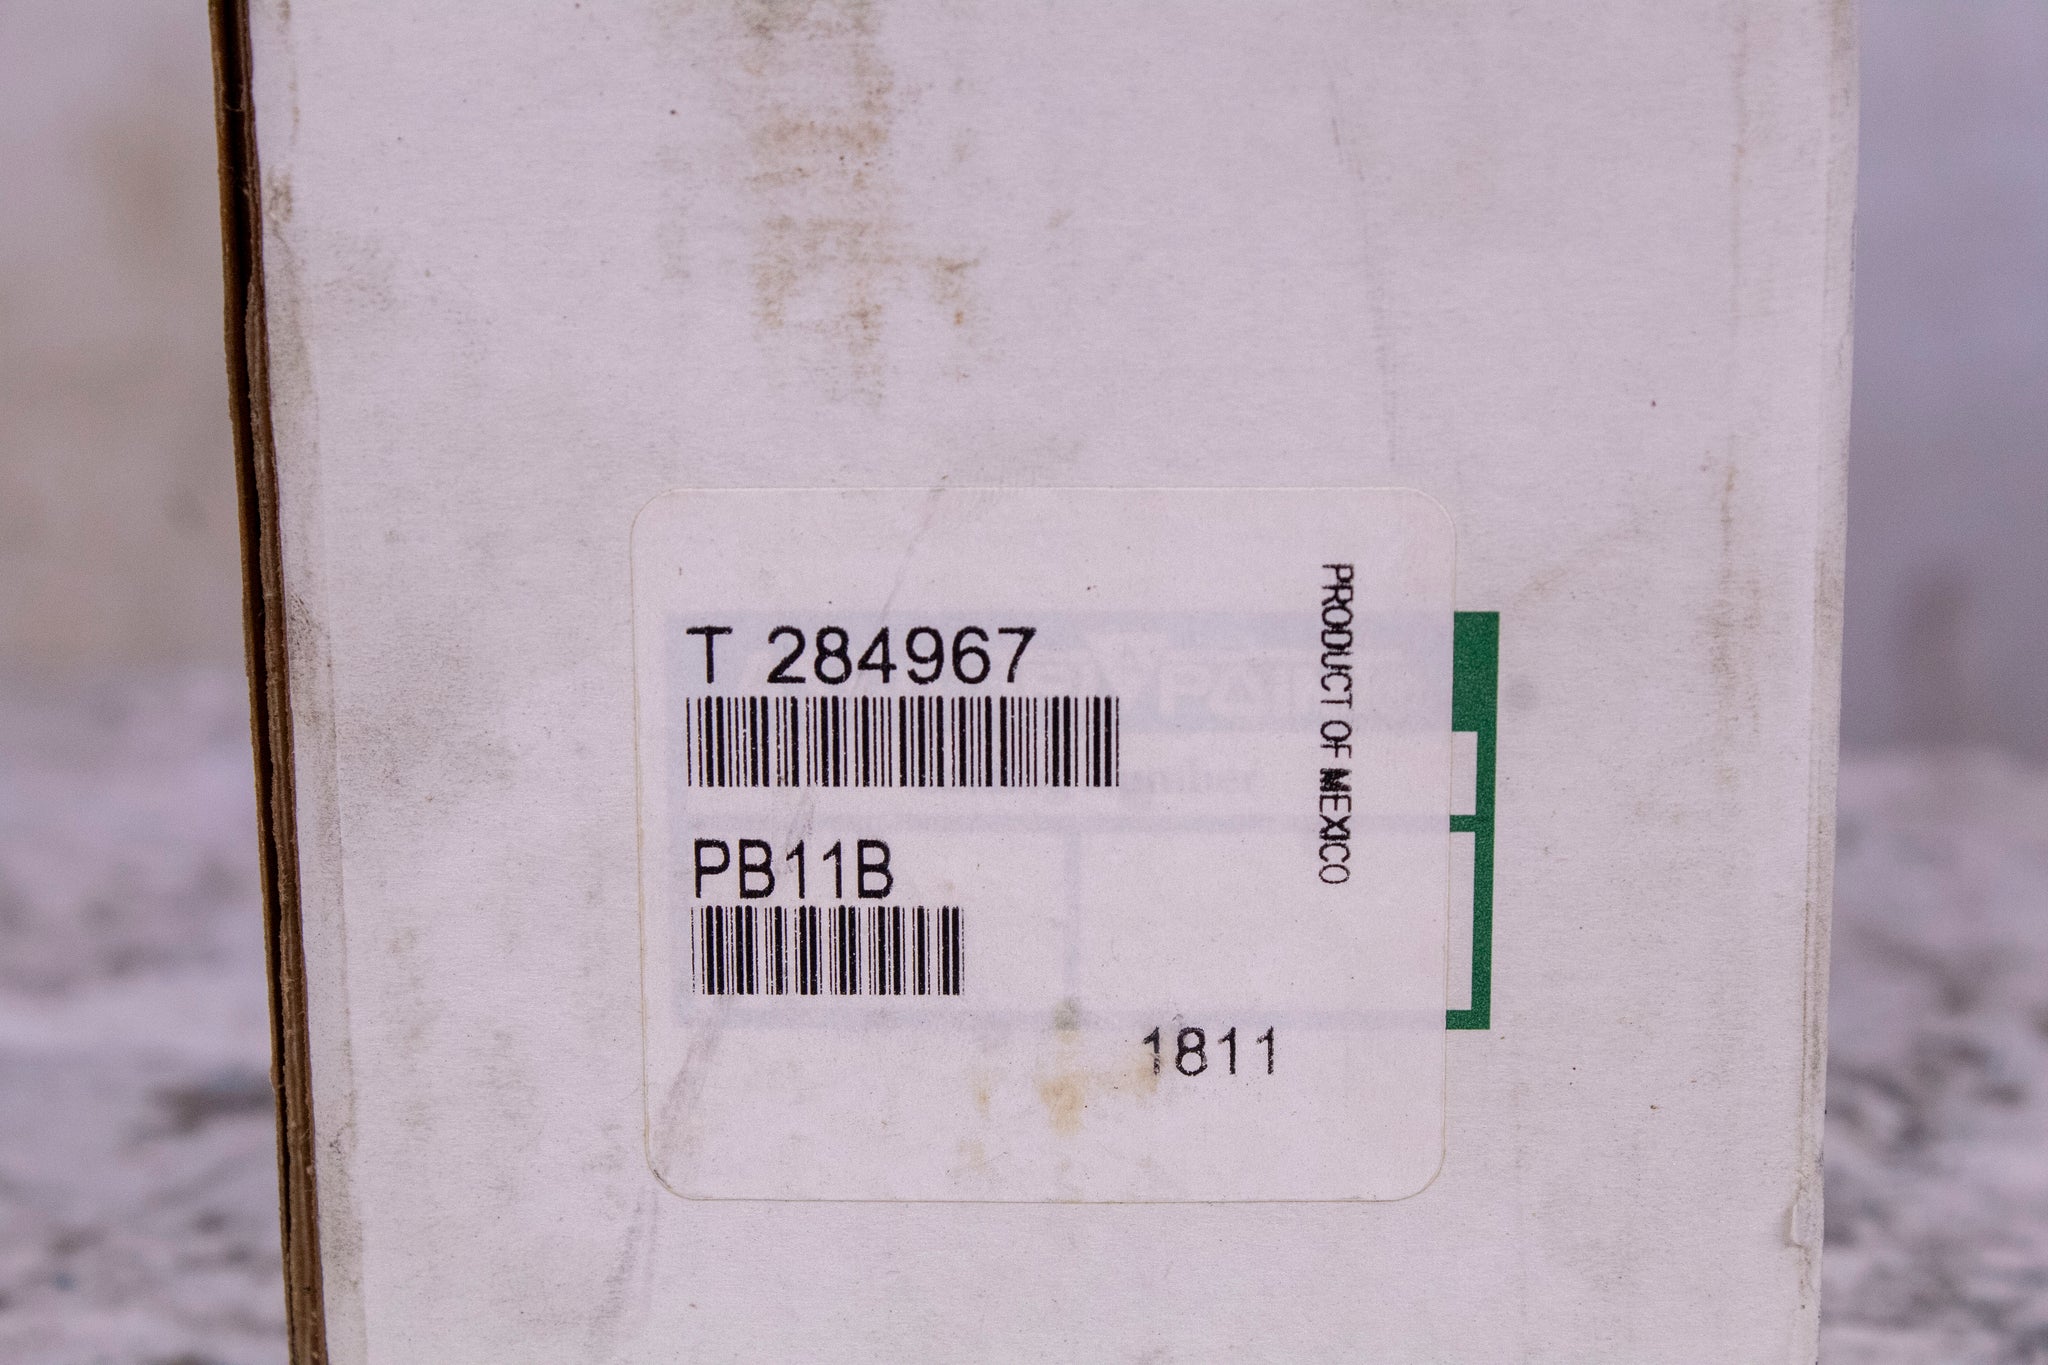 T 284967
PB11B
1811
PRODUCT OF MEXICO